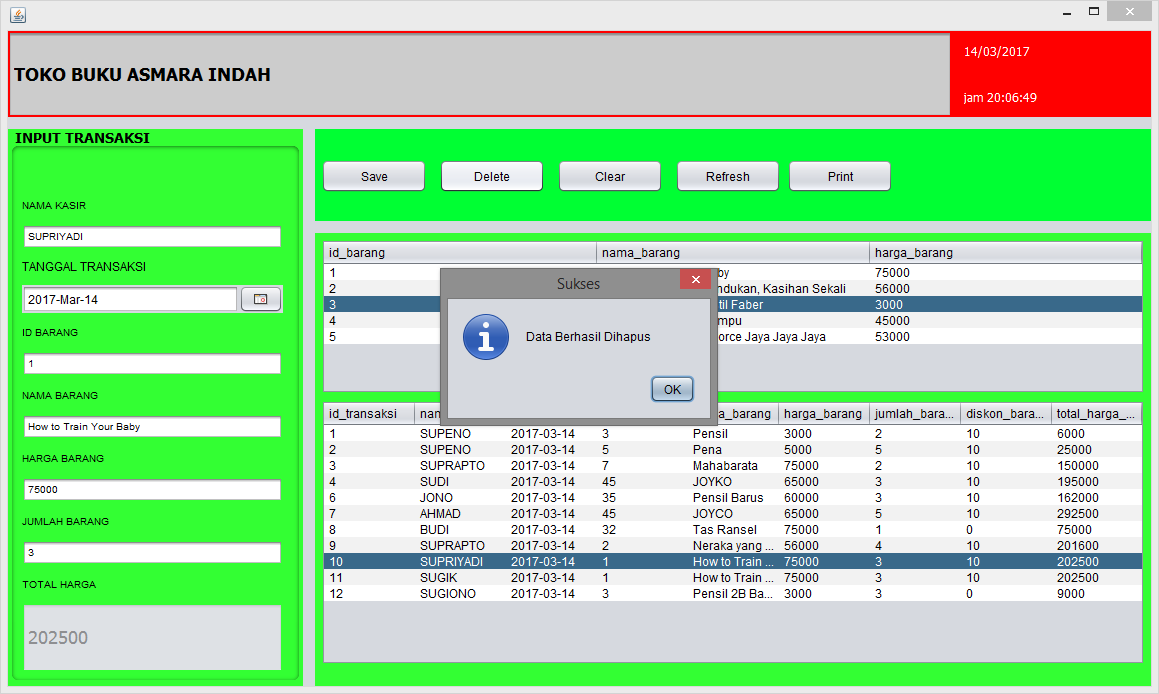 TOKO BUKU ASMARA INDAH
14/03/2017
jam 20:06:49
INPUT TRANSAKSI
NAMA KASIR
SUPRIYADI
TANGGAL TRANSAKSI
2017-Mar-14
ID BARANG
1
NAMA BARANG
How to Train Your Baby
HARGA BARANG
75000
JUMLAH BARANG
3
TOTAL HARGA
202500
Save Delete Clear Refresh Print
id_barang nama_barang harga_barang
1 by 75000
2 ndukan, Kasihan Sekali 56000
3 til Faber 3000
4 mpu 45000
5 orce Jaya Jaya Jaya 53000
Sukses
Data Berhasil Dihapus
OK
id_transaksi nam a_barang harga_barang jumlah_bara... diskon_bara... total_harga_...
1 SUPENO 2017-03-14 3 Pensil 3000 2 10 6000
2 SUPENO 2017-03-14 5 Pena 5000 5 10 25000
3 SUPRAPTO 2017-03-14 7 Mahabarata 75000 2 10 150000
4 SUDI 2017-03-14 45 JOYKO 65000 3 10 195000
6 JONO 2017-03-14 35 Pensil Barus 60000 3 10 162000
7 AHMAD 2017-03-14 45 JOYCO 65000 5 10 292500
8 BUDI 2017-03-14 32 Tas Ransel 75000 1 0 75000
9 SUPRAPTO 2017-03-14 2 Neraka yang ... 56000 4 10 201600
10 SUPRIYADI 2017-03-14 1 How to Train ... 75000 3 10 202500
11 SUGIK 2017-03-14 1 How to Train ... 75000 3 10 202500
12 SUGIONO 2017-03-14 3 Pensil 2B Ba... 3000 3 0 9000